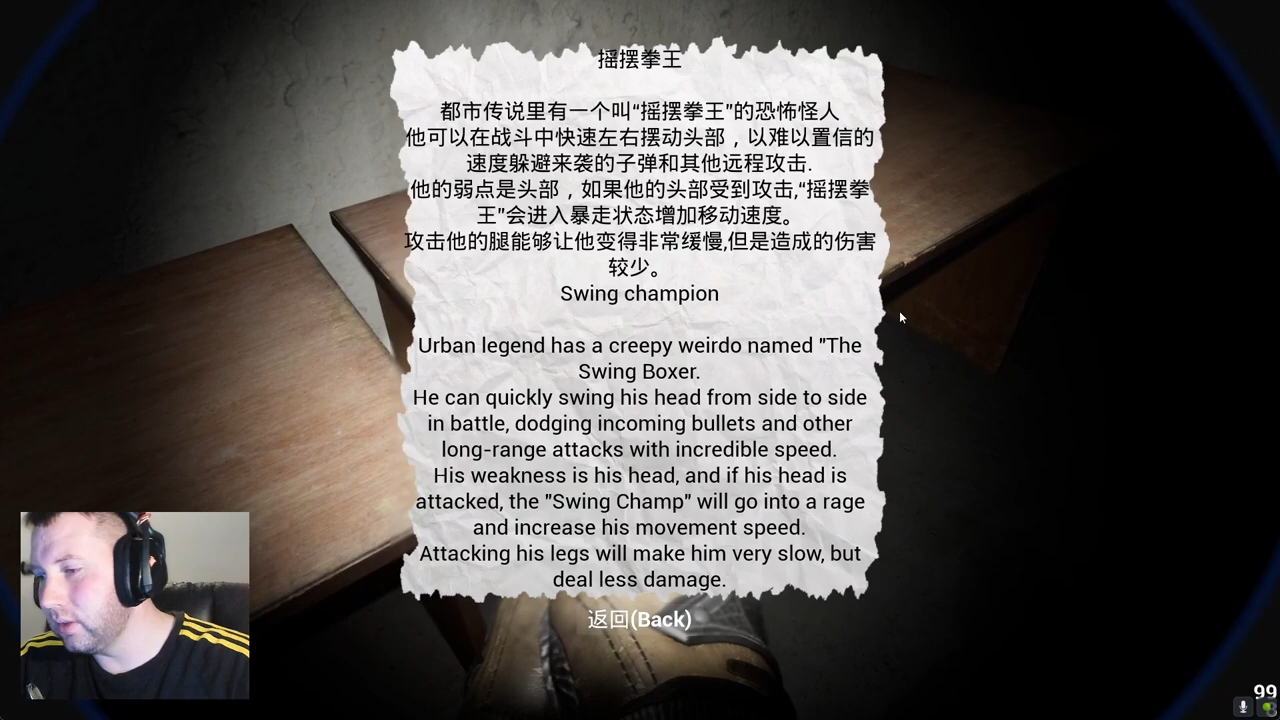 摇摆拳王
都市传说里有一个叫“摇摆拳王”的恐怖怪人
他可以在战斗中快速左右摆动头部，以难以置信的
速度躲避来袭的子弹和其他远程攻击.
他的弱点是头部，如果他的头部受到攻击,“摇摆拳
王”会进入暴走状态增加移动速度。
攻击他的腿能够让他变得非常缓慢,但是造成的伤害
较少。
Swing champion
Urban legend has a creepy weirdo named "The
Swing Boxer.
He can quickly swing his head from side to side
in battle, dodging incoming bullets and other
long-range attacks with incredible speed.
His weakness is his head, and if his head is
attacked, the "Swing Champ" will go into a rage
and increase his movement speed.
Attacking his legs will make him very slow, but
deal less damage.
返回(Back)
99